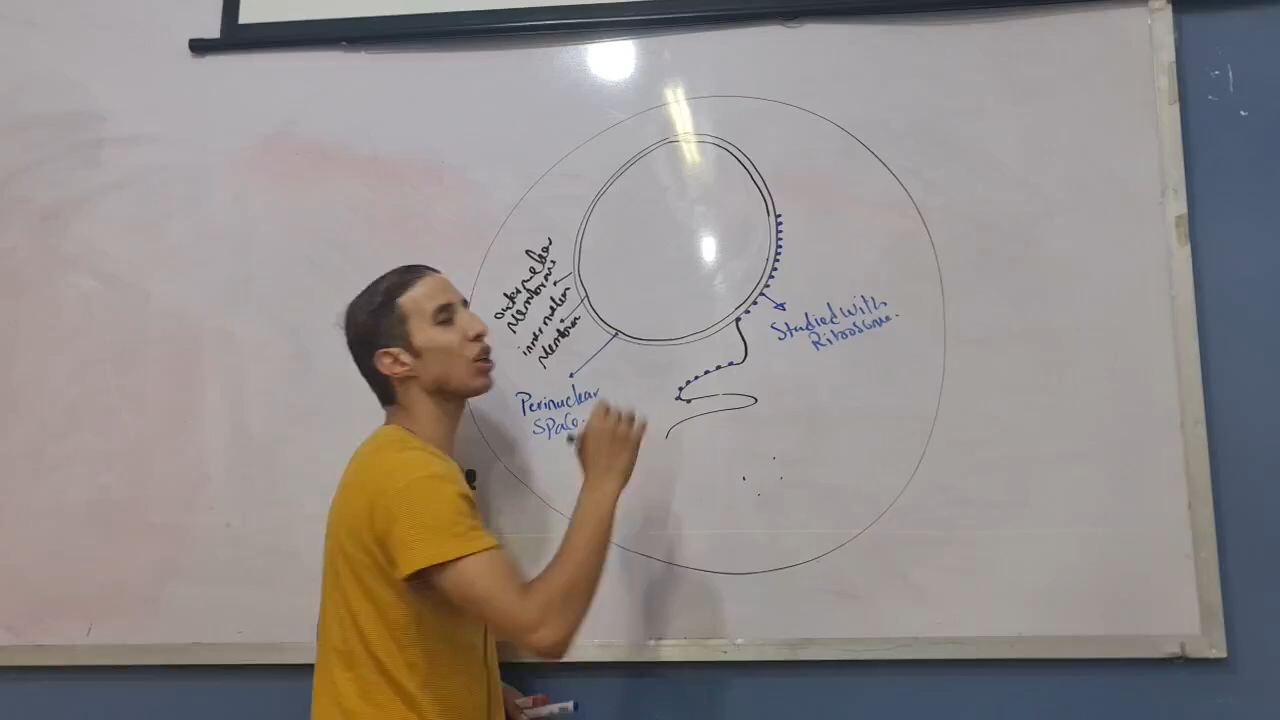 outer nuclear
Membrane
inner nuclear
Membrane
Perinuclear
Space.
Studied with
Ribosome.